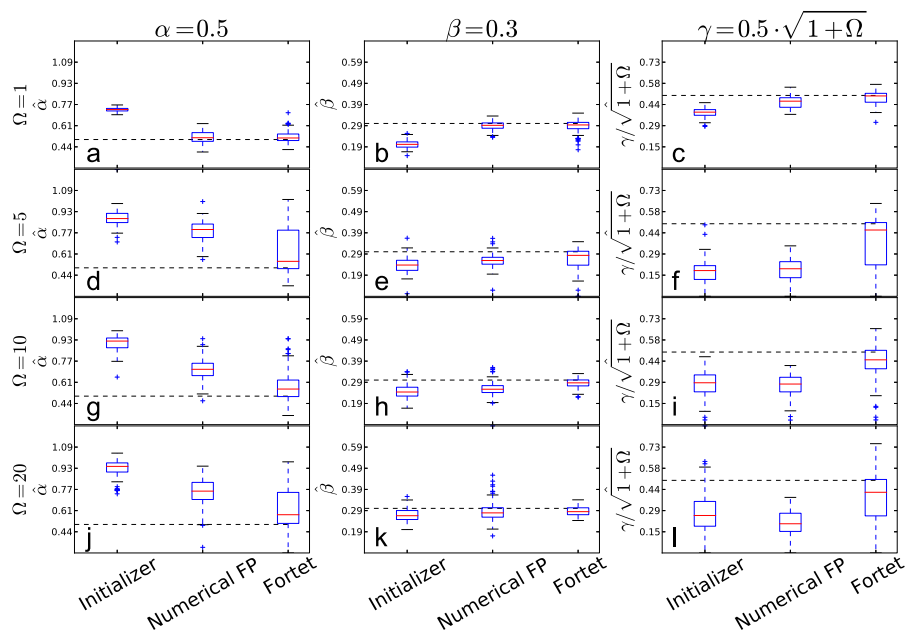 α = 0.5 β = 0.3 γ = 0.5 · √1 + Ω
Ω = 1
α̂
1.09
0.93
0.77
0.61
0.44
a
β̂
0.59
0.49
0.39
0.29
0.19
b
γ/√1 + Ω̂
0.73
0.58
0.44
0.29
0.15
c
Ω = 5
α̂
1.09
0.93
0.77
0.61
0.44
d
β̂
0.59
0.49
0.39
0.29
0.19
e
γ/√1 + Ω̂
0.73
0.58
0.44
0.29
0.15
f
Ω = 10
α̂
1.09
0.93
0.77
0.61
0.44
g
β̂
0.59
0.49
0.39
0.29
0.19
h
γ/√1 + Ω̂
0.73
0.58
0.44
0.29
0.15
i
Ω = 20
α̂
1.09
0.93
0.77
0.61
0.44
j
β̂
0.59
0.49
0.39
0.29
0.19
k
γ/√1 + Ω̂
0.73
0.58
0.44
0.29
0.15
l
Initializer Numerical FP Fortet
Initializer Numerical FP Fortet
Initializer Numerical FP Fortet